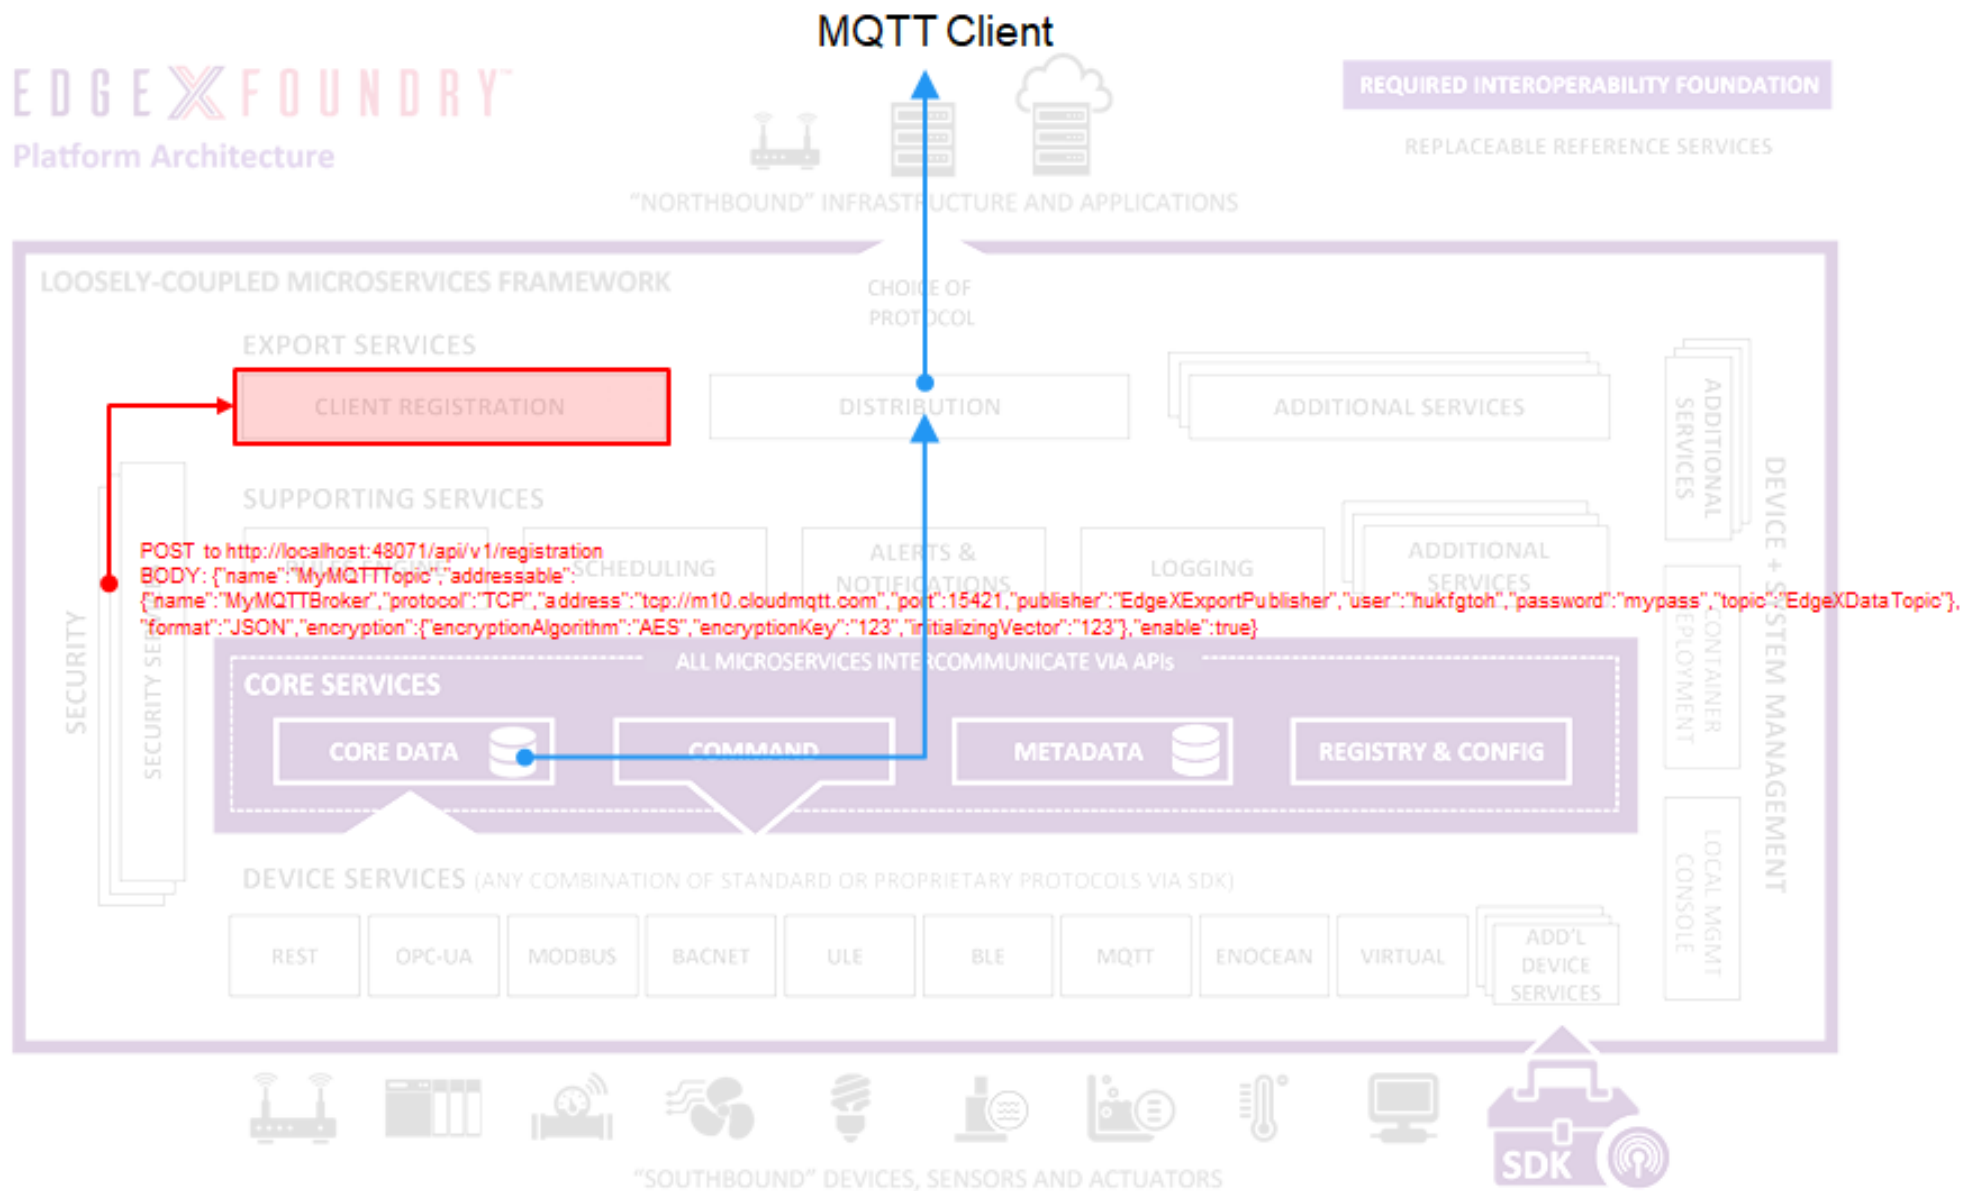 MQTT Client
EDGE X FOUNDRY™
Platform Architecture
REQUIRED INTEROPERABILITY FOUNDATION
REPLACEABLE REFERENCE SERVICES
"NORTHBOUND" INFRASTRUCTURE AND APPLICATIONS
LOOSELY-COUPLED MICROSERVICES FRAMEWORK
CHOICE OF
PROTOCOL
EXPORT SERVICES
CLIENT REGISTRATION
DISTRIBUTION
ADDITIONAL SERVICES
ADDITIONAL
SERVICES
SUPPORTING SERVICES
POST to http://localhost:48071/api/v1/registration
BODY: {"name":"MyMQTTTopic","addressable":
{"name":"MyMQTTBroker","protocol":"TCP","address":"tcp://m10.cloudmqtt.com","port":15421,"publisher":"EdgeXExportPublisher","user":"hukfgtoh","password":"mypass","topic":"EdgeXDataTopic"},
"format":"JSON","encryption":{"encryptionAlgorithm":"AES","encryptionKey":"123","initializingVector":"123"},"enable":true}
SCHEDULING
ALERTS &
NOTIFICATIONS
LOGGING
ADDITIONAL
SERVICES
SECURITY
SECURITY
DEVICE + SYSTEM MANAGEMENT
CONTAINER
DEPLOYMENT
LOCAL MGMT
CONSOLE
ALL MICROSERVICES INTERCOMMUNICATE VIA APIs
CORE SERVICES
CORE DATA
COMMAND
METADATA
REGISTRY & CONFIG
DEVICE SERVICES (ANY COMBINATION OF STANDARD OR PROPRIETARY PROTOCOLS VIA SDK)
REST
OPC-UA
MODBUS
BACNET
ULE
BLE
MQTT
ENOCEAN
VIRTUAL
ADD'L
DEVICE
SERVICES
SDK
"SOUTHBOUND" DEVICES, SENSORS AND ACTUATORS